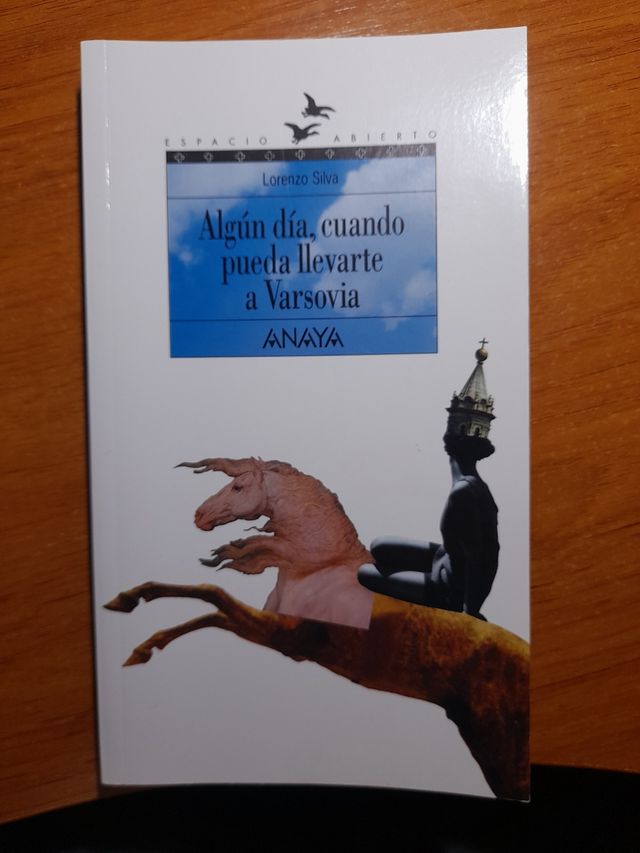 ESPACIO ABIERTO
Lorenzo Silva
Algún día, cuando
pueda llevarte
a Varsovia
ANAYA